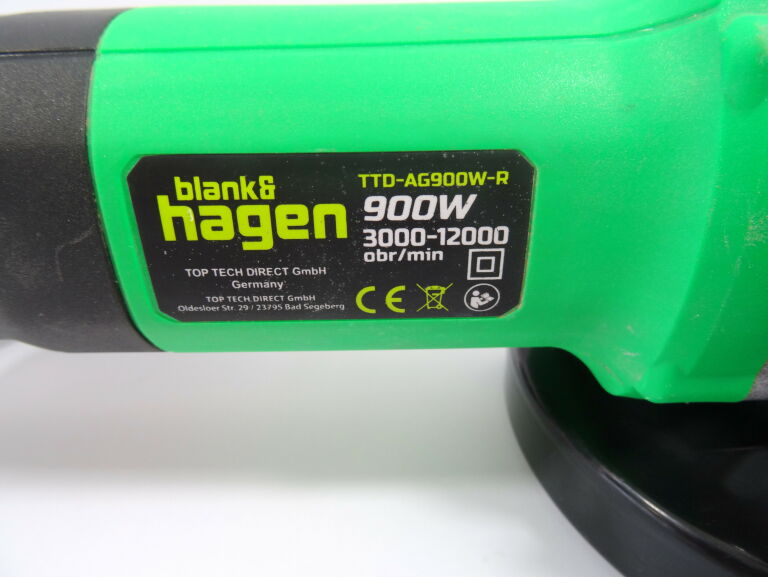 blank&
hagen
TOP TECH DIRECT GmbH
Germany
TOP TECH DIRECT GmbH
Oldesloer Str. 29 / 23795 Bad Segeberg
TTD-AG900W-R
900W
3000-12000
obr/min
CE